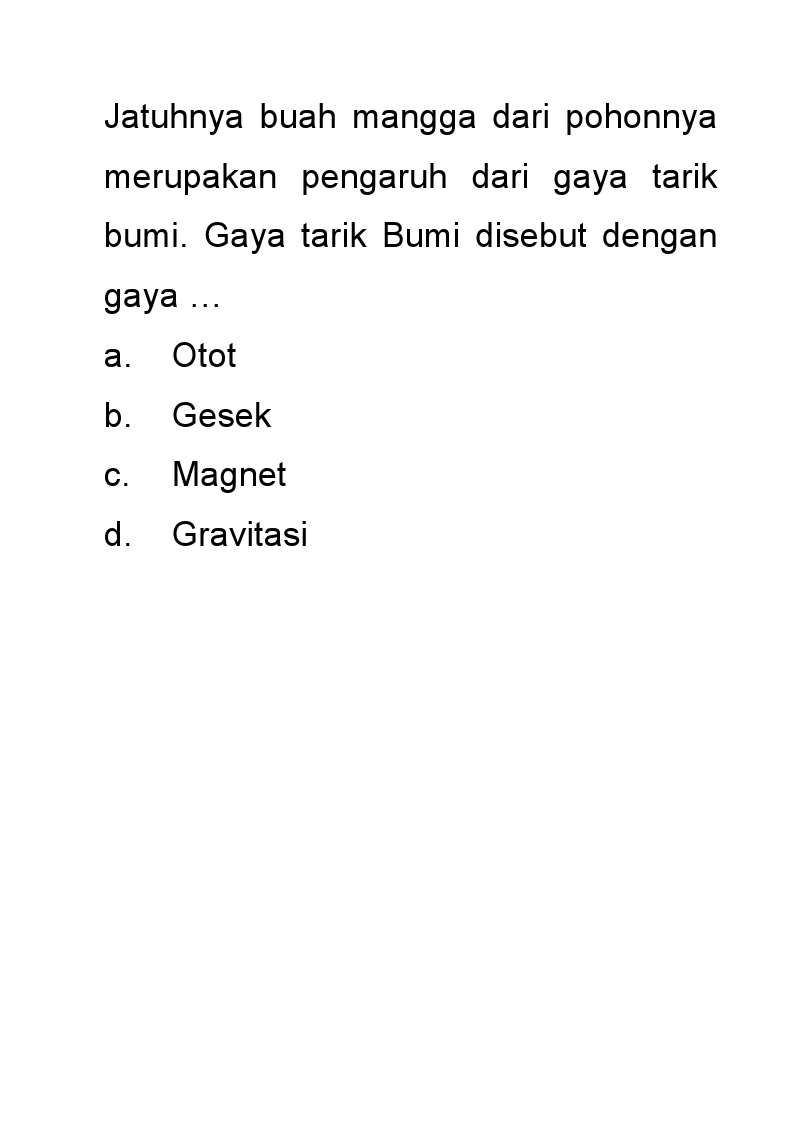 Jatuhnya buah mangga dari pohonnya
merupakan pengaruh dari gaya tarik
bumi. Gaya tarik Bumi disebut dengan
gaya …
a. Otot
b. Gesek
c. Magnet
d. Gravitasi